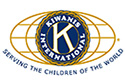 KIWANIS
K
INTERNATIONAL
SERVING THE CHILDREN OF THE WORLD